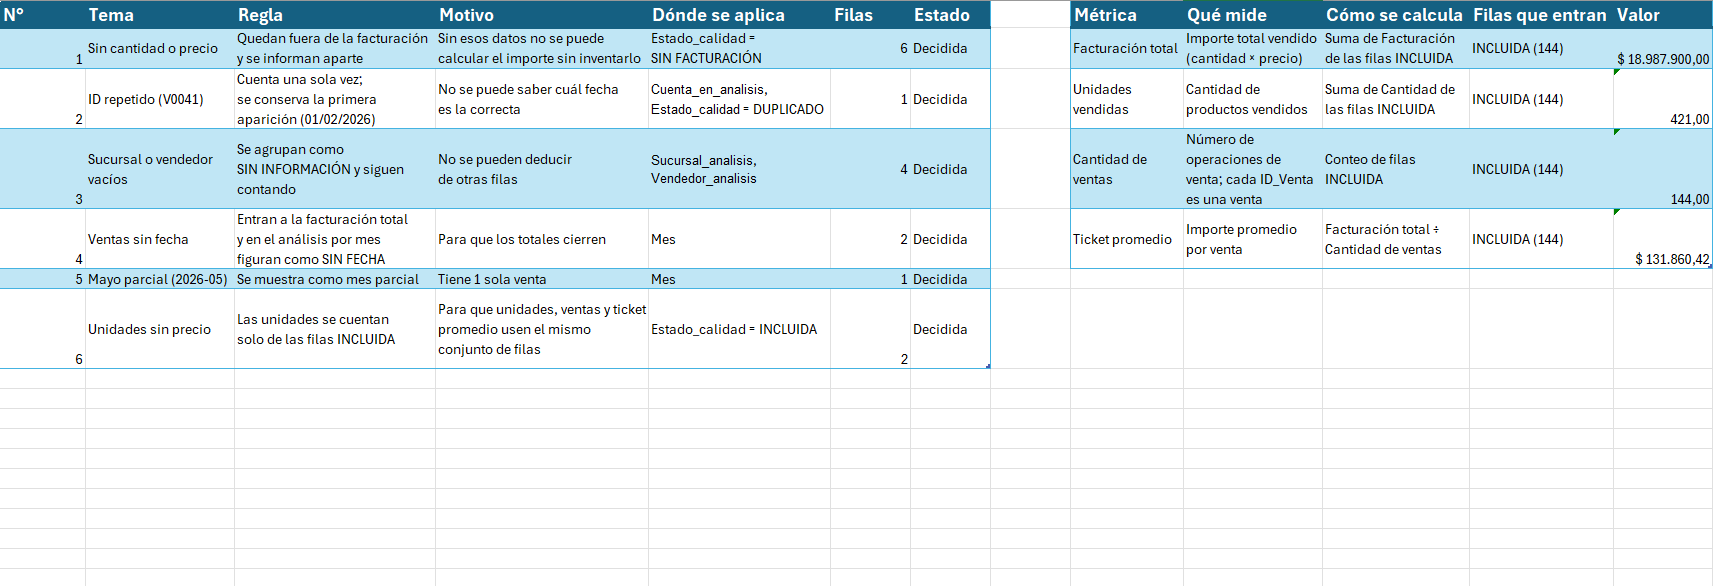 N° Tema Regla Motivo Dónde se aplica Filas Estado
1 Sin cantidad o precio
Quedan fuera de la facturación
y se informan aparte
Sin esos datos no se puede
calcular el importe sin inventarlo
Estado_calidad =
SIN FACTURACIÓN
6 Decidida
2 ID repetido (V0041)
Cuenta una sola vez;
se conserva la primera
aparición (01/02/2026)
No se puede saber cuál fecha
es la correcta
Cuenta_en_analisis,
Estado_calidad = DUPLICADO
1 Decidida
3 Sucursal o vendedor
vacíos
Se agrupan como
SIN INFORMACIÓN y siguen
contando
No se pueden deducir
de otras filas
Sucursal_analisis,
Vendedor_analisis
4 Decidida
4 Ventas sin fecha
Entran a la facturación total
y en el análisis por mes
figuran como SIN FECHA
Para que los totales cierren
Mes
2 Decidida
5 Mayo parcial (2026-05)
Se muestra como mes parcial
Tiene 1 sola venta
Mes
1 Decidida
6 Unidades sin precio
Las unidades se cuentan
solo de las filas INCLUIDA
Para que unidades, ventas y ticket
promedio usen el mismo
conjunto de filas
Estado_calidad = INCLUIDA
2 Decidida
Métrica Qué mide Cómo se calcula Filas que entran Valor
Facturación total
Importe total vendido
(cantidad × precio)
Suma de Facturación
de las filas INCLUIDA
INCLUIDA (144)
$ 18.987.900,00
Unidades
vendidas
Cantidad de
productos vendidos
Suma de Cantidad de
las filas INCLUIDA
INCLUIDA (144)
421,00
Cantidad de
ventas
Número de
operaciones de
venta; cada ID_Venta
es una venta
Conteo de filas
INCLUIDA
INCLUIDA (144)
144,00
Ticket promedio
Importe promedio
por venta
Facturación total ÷
Cantidad de ventas
INCLUIDA (144)
$ 131.860,42